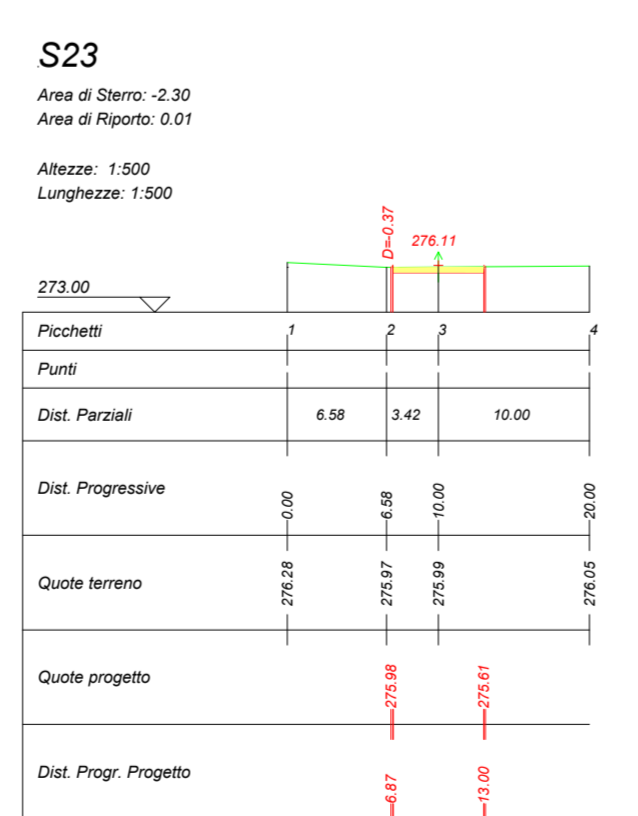 S23
Area di Sterro: -2.30
Area di Riporto: 0.01
Altezze: 1:500
Lunghezze: 1:500
D=-0.37
276.11
273.00
Picchetti 1 2 3 4
Punti
Dist. Parziali 6.58 3.42 10.00
Dist. Progressive 0.00 6.58 10.00 20.00
Quote terreno 276.28 275.97 275.99 276.05
Quote progetto 275.98 275.61
Dist. Progr. Progetto 6.87 13.00